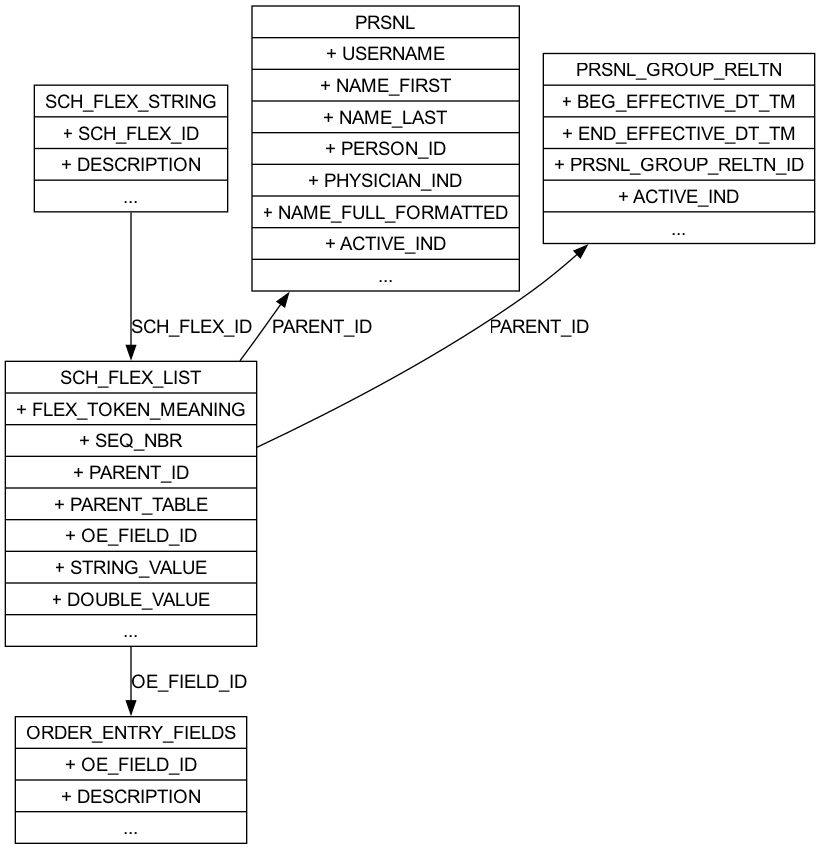 PRSNL
+ USERNAME
+ NAME_FIRST
+ NAME_LAST
+ PERSON_ID
+ PHYSICIAN_IND
+ NAME_FULL_FORMATTED
+ ACTIVE_IND
...
PRSNL_GROUP_RELTN
+ BEG_EFFECTIVE_DT_TM
+ END_EFFECTIVE_DT_TM
+ PRSNL_GROUP_RELTN_ID
+ ACTIVE_IND
...
SCH_FLEX_STRING
+ SCH_FLEX_ID
+ DESCRIPTION
...
SCH_FLEX_ID
PARENT_ID
PARENT_ID
SCH_FLEX_LIST
+ FLEX_TOKEN_MEANING
+ SEQ_NBR
+ PARENT_ID
+ PARENT_TABLE
+ OE_FIELD_ID
+ STRING_VALUE
+ DOUBLE_VALUE
...
OE_FIELD_ID
ORDER_ENTRY_FIELDS
+ OE_FIELD_ID
+ DESCRIPTION
...